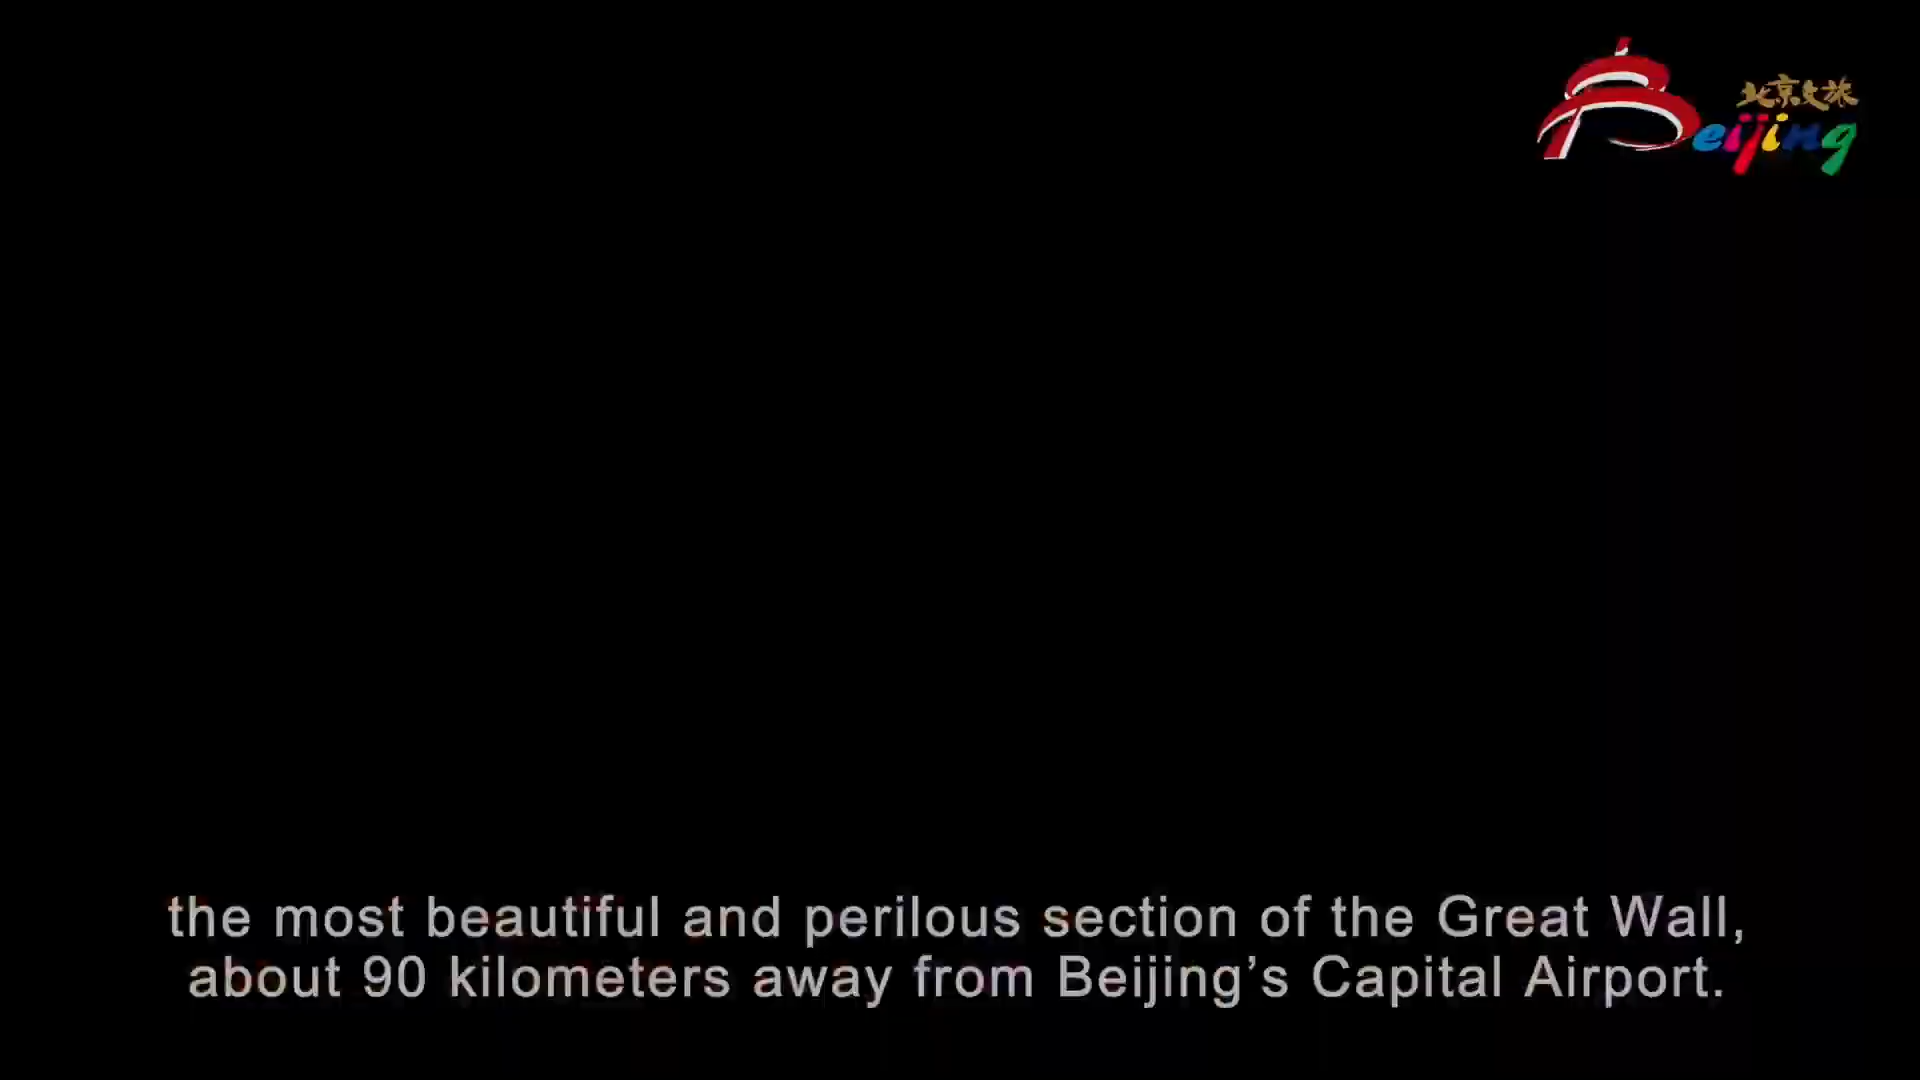 北京文旅
Beijing
the most beautiful and perilous section of the Great Wall,
about 90 kilometers away from Beijing’s Capital Airport.